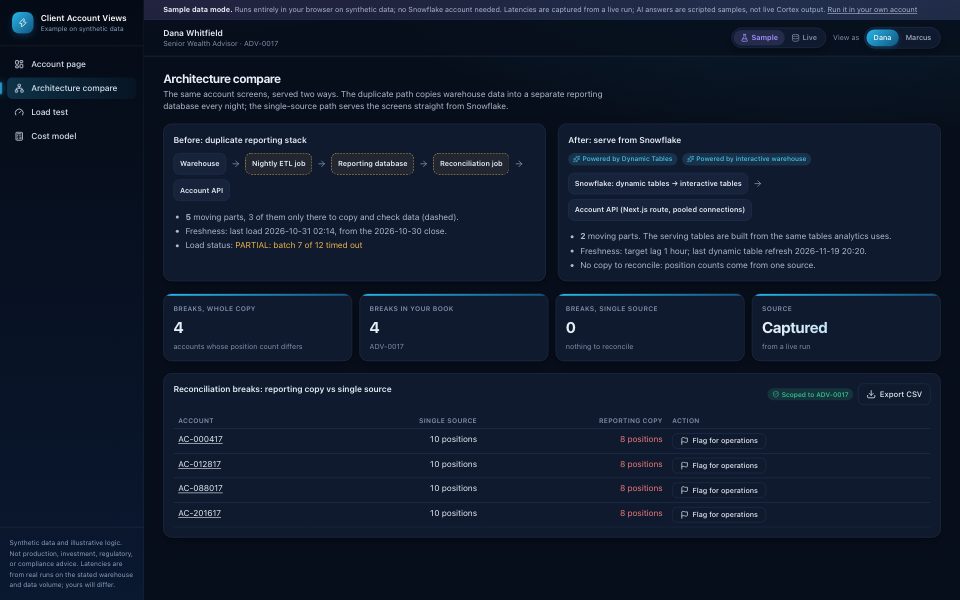 Sample data mode. Runs entirely in your browser on synthetic data; no Snowflake account needed. Latencies are captured from a live run; AI answers are scripted samples, not live Cortex output. Run it in your own account
Client Account Views
Example on synthetic data
Account page
Architecture compare
Load test
Cost model
Dana Whitfield
Senior Wealth Advisor · ADV-0017
Sample
Live
View as
Dana
Marcus
Architecture compare
The same account screens, served two ways. The duplicate path copies warehouse data into a separate reporting
database every night; the single-source path serves the screens straight from Snowflake.
Before: duplicate reporting stack
Warehouse → Nightly ETL job → Reporting database → Reconciliation job →
Account API
• 5 moving parts, 3 of them only there to copy and check data (dashed).
• Freshness: last load 2026-10-31 02:14, from the 2026-10-30 close.
• Load status: PARTIAL: batch 7 of 12 timed out
After: serve from Snowflake
Powered by Dynamic Tables
Powered by interactive warehouse
Snowflake: dynamic tables → interactive tables →
Account API (Next.js route, pooled connections)
• 2 moving parts. The serving tables are built from the same tables analytics uses.
• Freshness: target lag 1 hour; last dynamic table refresh 2026-11-19 20:20.
• No copy to reconcile: position counts come from one source.
BREAKS, WHOLE COPY
4
accounts whose position count differs
BREAKS IN YOUR BOOK
4
ADV-0017
BREAKS, SINGLE SOURCE
0
nothing to reconcile
SOURCE
Captured
from a live run
Reconciliation breaks: reporting copy vs single source
Scoped to ADV-0017
Export CSV
ACCOUNT SINGLE SOURCE REPORTING COPY ACTION
AC-000417 10 positions 8 positions Flag for operations
AC-012817 10 positions 8 positions Flag for operations
AC-088017 10 positions 8 positions Flag for operations
AC-201617 10 positions 8 positions Flag for operations
Synthetic data and illustrative logic.
Not production, investment, regulatory,
or compliance advice. Latencies are
from real runs on the stated warehouse
and data volume; yours will differ.